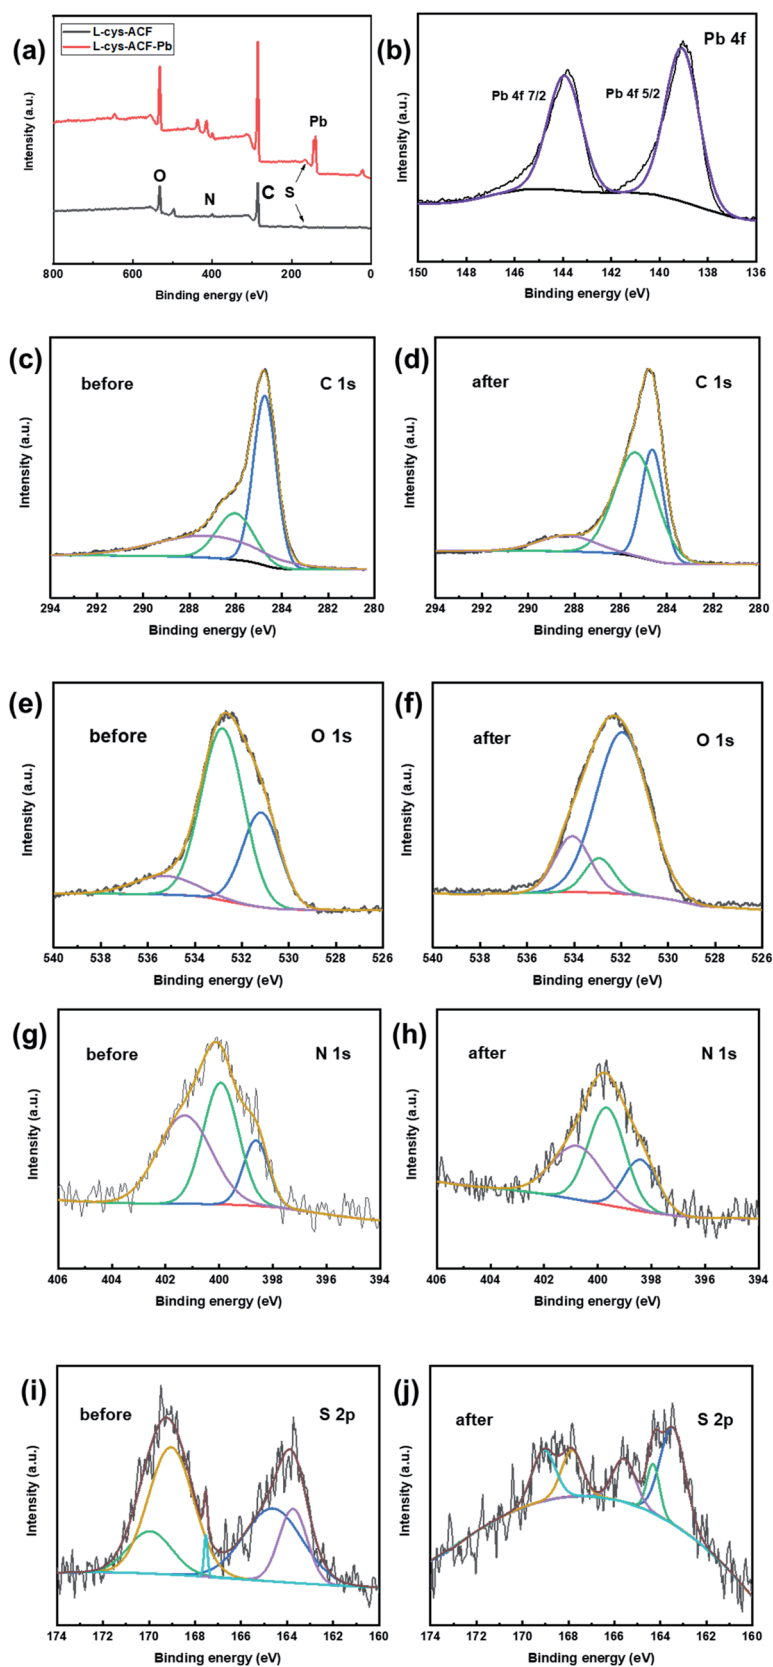 (a)
L-cys-ACF
L-cys-ACF-Pb
Intensity (a.u.)
Pb
O
N
C
S
800 600 400 200 0
Binding energy (eV)
(b)
Pb 4f
Pb 4f 7/2
Pb 4f 5/2
Intensity (a.u.)
150 148 146 144 142 140 138 136
Binding energy (eV)
(c)
before
C 1s
Intensity (a.u.)
294 292 290 288 286 284 282 280
Binding energy (eV)
(d)
after
C 1s
Intensity (a.u.)
294 292 290 288 286 284 282 280
Binding energy (eV)
(e)
before
O 1s
Intensity (a.u.)
540 538 536 534 532 530 528 526
Binding energy (eV)
(f)
after
O 1s
Intensity (a.u.)
540 538 536 534 532 530 528 526
Binding energy (eV)
(g)
before
N 1s
Intensity (a.u.)
406 404 402 400 398 396 394
Binding energy (eV)
(h)
after
N 1s
Intensity (a.u.)
406 404 402 400 398 396 394
Binding energy (eV)
(i)
before
S 2p
Intensity (a.u.)
174 172 170 168 166 164 162 160
Binding energy (eV)
(j)
after
S 2p
Intensity (a.u.)
174 172 170 168 166 164 162 160
Binding energy (eV)